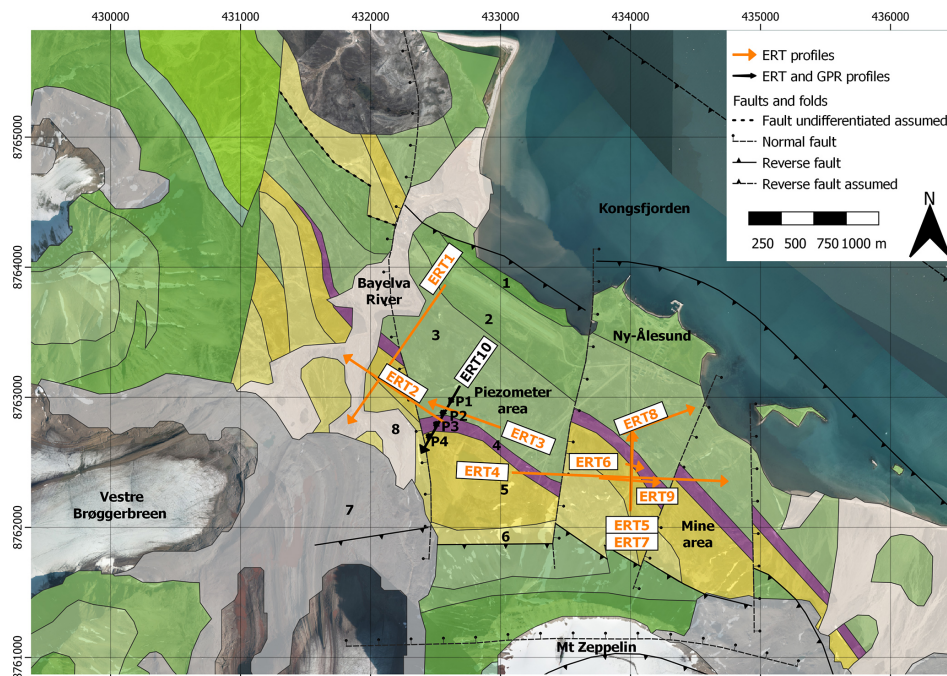 430000
431000
432000
433000
434000
435000
436000
8765000
8764000
8763000
8762000
8761000
ERT profiles
ERT and GPR profiles
Faults and folds
Fault undifferentiated assumed
Normal fault
Reverse fault
Reverse fault assumed
250 500 750 1000 m
N
Kongsfjorden
ERT1
Bayelva
River
1
2
3
Ny-Ålesund
ERT10
ERT2
Piezometer
area
P1
P2
P3
P4
8
ERT8
ERT3
4
ERT4
ERT6
5
ERT9
Vestre
Brøggerbreen
7
ERT5
ERT7
Mine
area
6
Mt Zeppelin